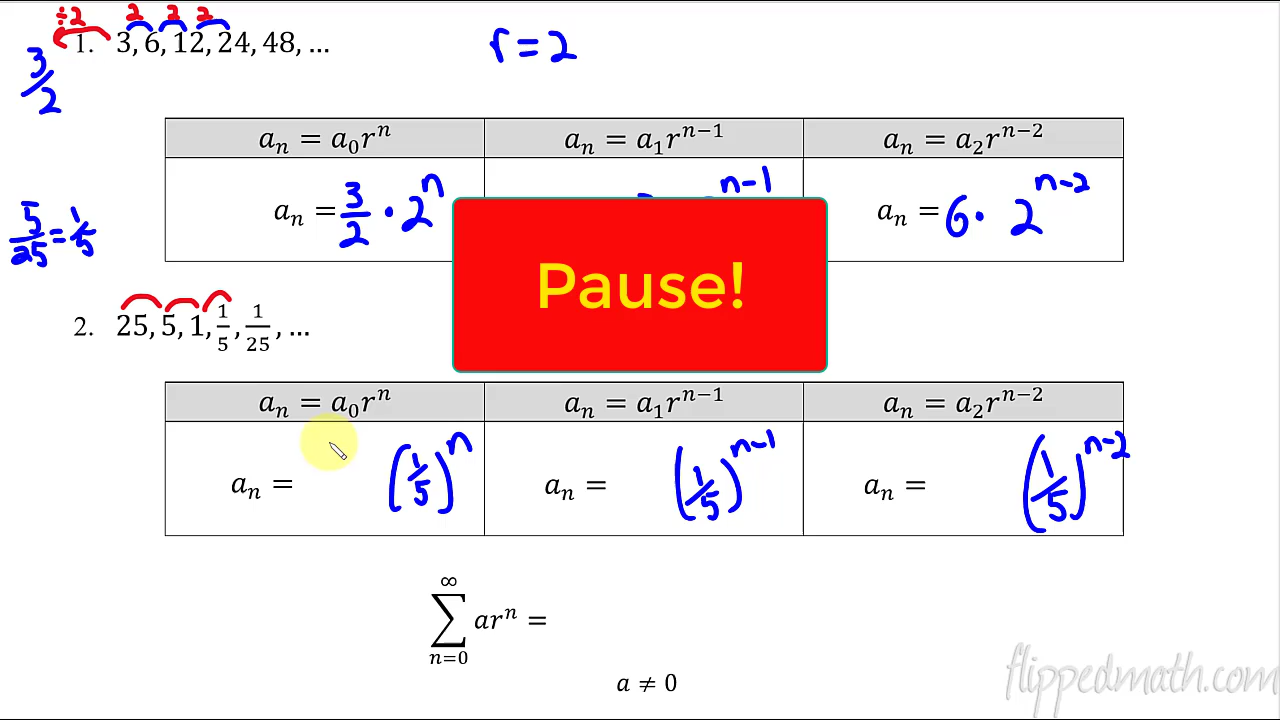 ÷2 2 2 2
1. 3, 6, 12, 24, 48, …
r = 2
3/2
aₙ = a₀rⁿ aₙ = a₁rⁿ⁻¹ aₙ = a₂rⁿ⁻²
aₙ = 3/2 · 2ⁿ n-1 aₙ = 6 · 2ⁿ⁻²
5/25 = 1/5
Pause!
2. 25, 5, 1, 1/5, 1/25, …
aₙ = a₀rⁿ aₙ = a₁rⁿ⁻¹ aₙ = a₂rⁿ⁻²
aₙ = (1/5)ⁿ aₙ = (1/5)ⁿ⁻¹ aₙ = (1/5)ⁿ⁻²
∞
∑ arⁿ =
n=0
a ≠ 0
flippedmath.com